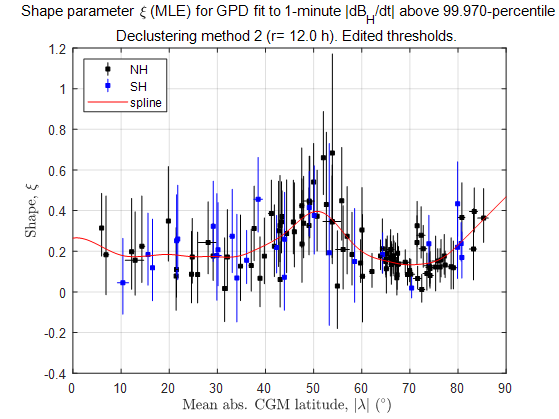 Shape parameter ξ (MLE) for GPD fit to 1-minute |dB_H/dt| above 99.970-percentile
Declustering method 2 (r= 12.0 h). Edited thresholds.
1.2
1
0.8
0.6
0.4
0.2
0
-0.2
-0.4
Shape, ξ
NH
SH
spline
0 10 20 30 40 50 60 70 80 90
Mean abs. CGM latitude, |λ| (°)